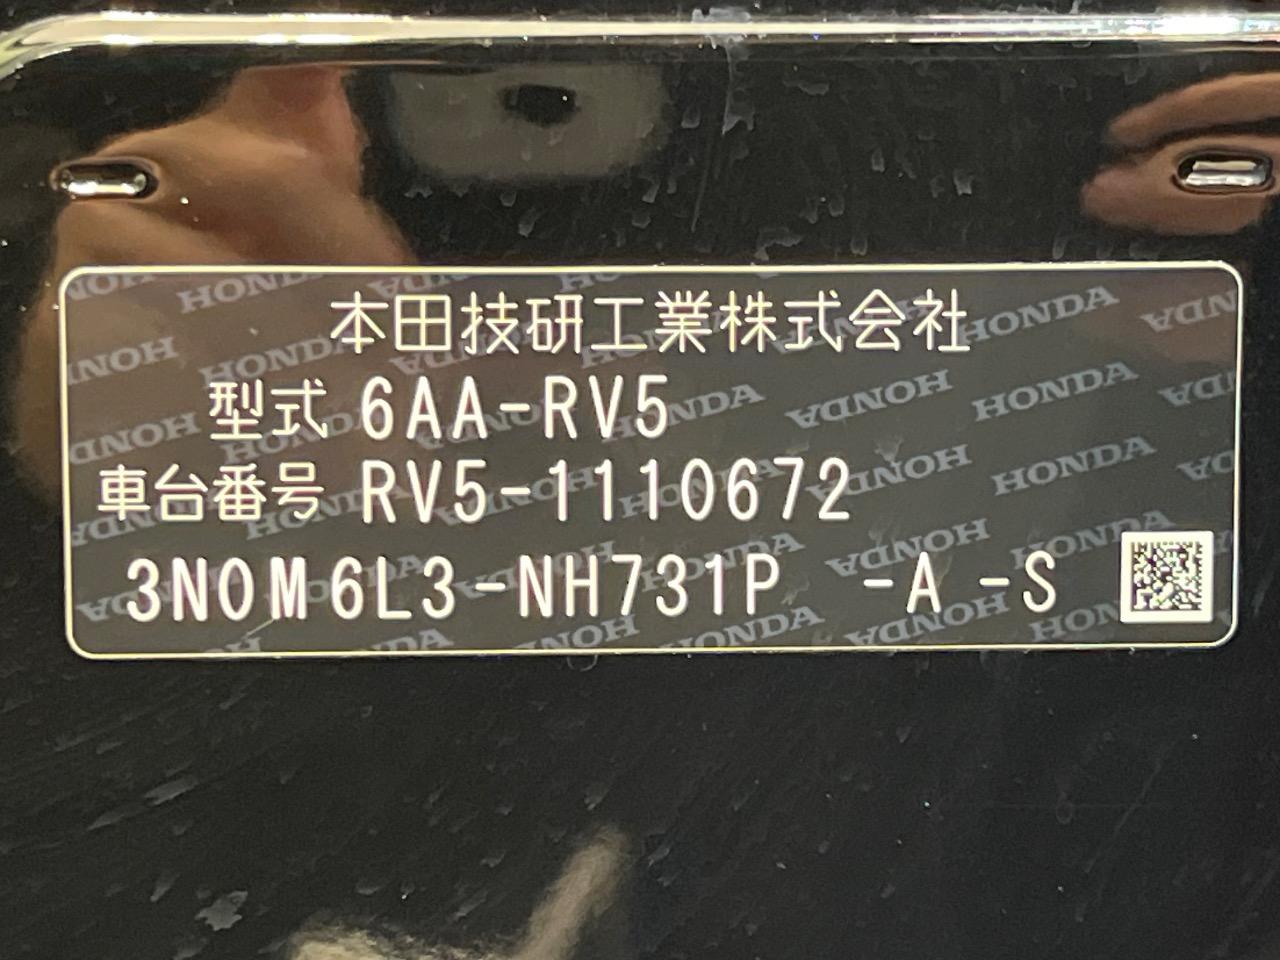 本田技研工業株式会社
型式 6AA-RV5
車台番号 RV5-1110672
3N0M6L3-NH731P -A -S